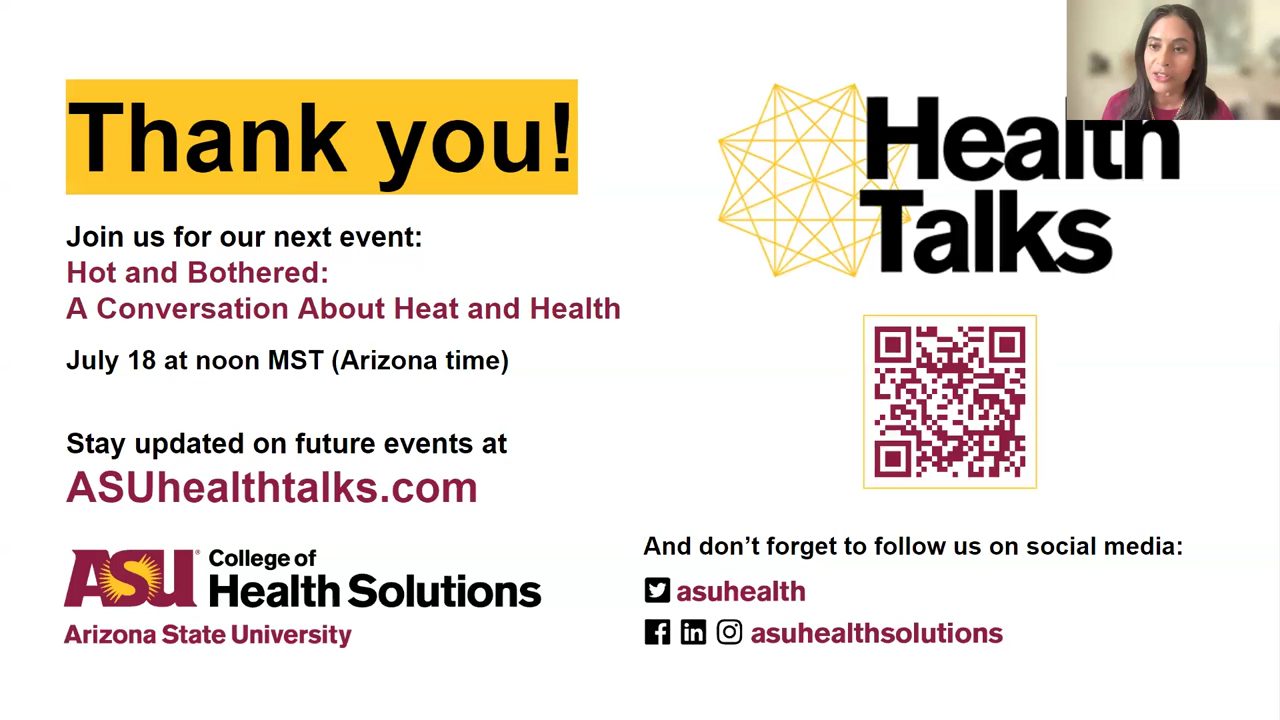 Thank you!
Join us for our next event:
Hot and Bothered:
A Conversation About Heat and Health
July 18 at noon MST (Arizona time)
Stay updated on future events at
ASUhealthtalks.com
ASU College of
Health Solutions
Arizona State University
Health
Talks
And don’t forget to follow us on social media:
asuhealth
asuhealthsolutions